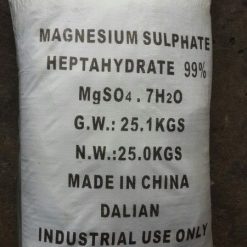 MAGNESIUM SULPHATE
HEPTAHYDRATE 99%
MgSO4 . 7H2O
G.W.: 25.1KGS
N.W.:25.0KGS
MADE IN CHINA
DALIAN
INDUSTRIAL USE ONLY